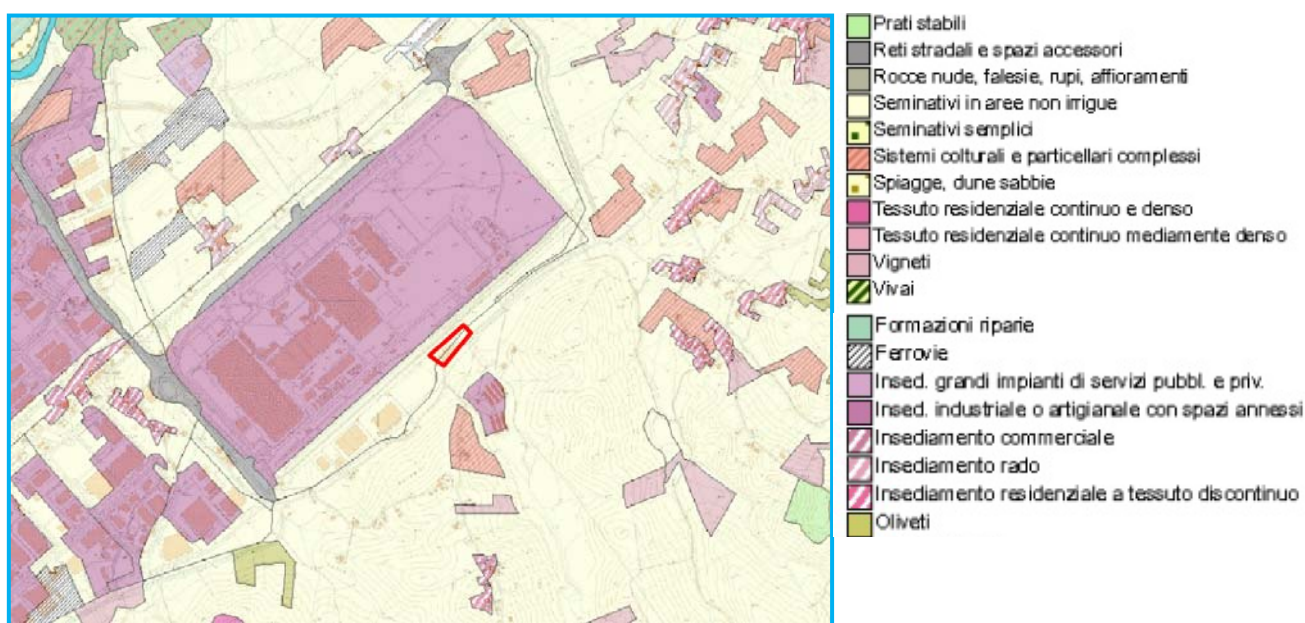 Prati stabili
Reti stradali e spazi accessori
Rocce nude, falesie, rupi, affioramenti
Seminativi in aree non irrigue
Seminativi semplici
Sistemi colturali e particellari complessi
Spiagge, dune sabbie
Tessuto residenziale continuo e denso
Tessuto residenziale continuo mediamente denso
Vigneti
Vivai
Formazioni riparie
Ferrovie
Insed. grandi impianti di servizi pubbl. e priv.
Insed. industriale o artigianale con spazi annessi
Insediamento commerciale
Insediamento rado
Insediamento residenziale a tessuto discontinuo
Oliveti